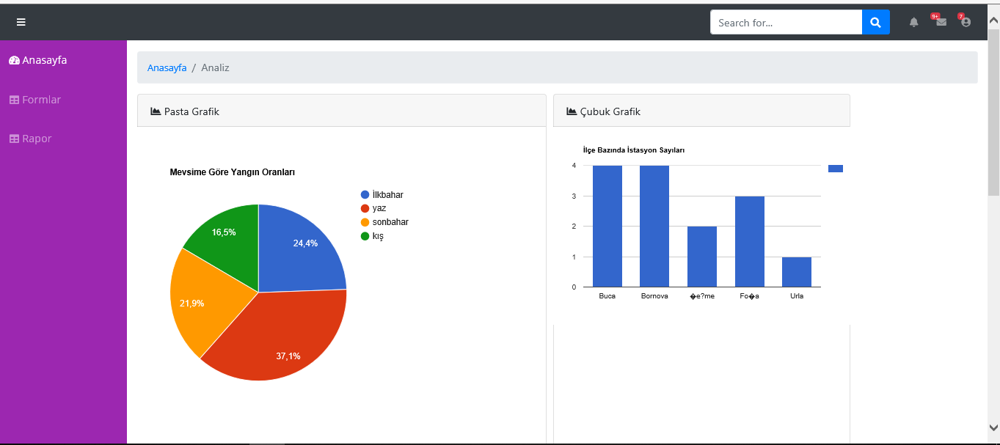 Search for...
9+
7
Anasayfa
Formlar
Rapor
Anasayfa / Analiz
Pasta Grafik
Mevsime Göre Yangın Oranları
İlkbahar
yaz
sonbahar
kış
16,5%
24,4%
21,9%
37,1%
Çubuk Grafik
İlçe Bazında İstasyon Sayıları
4
3
2
1
0
Buca Bornova �e?me Fo�a Urla